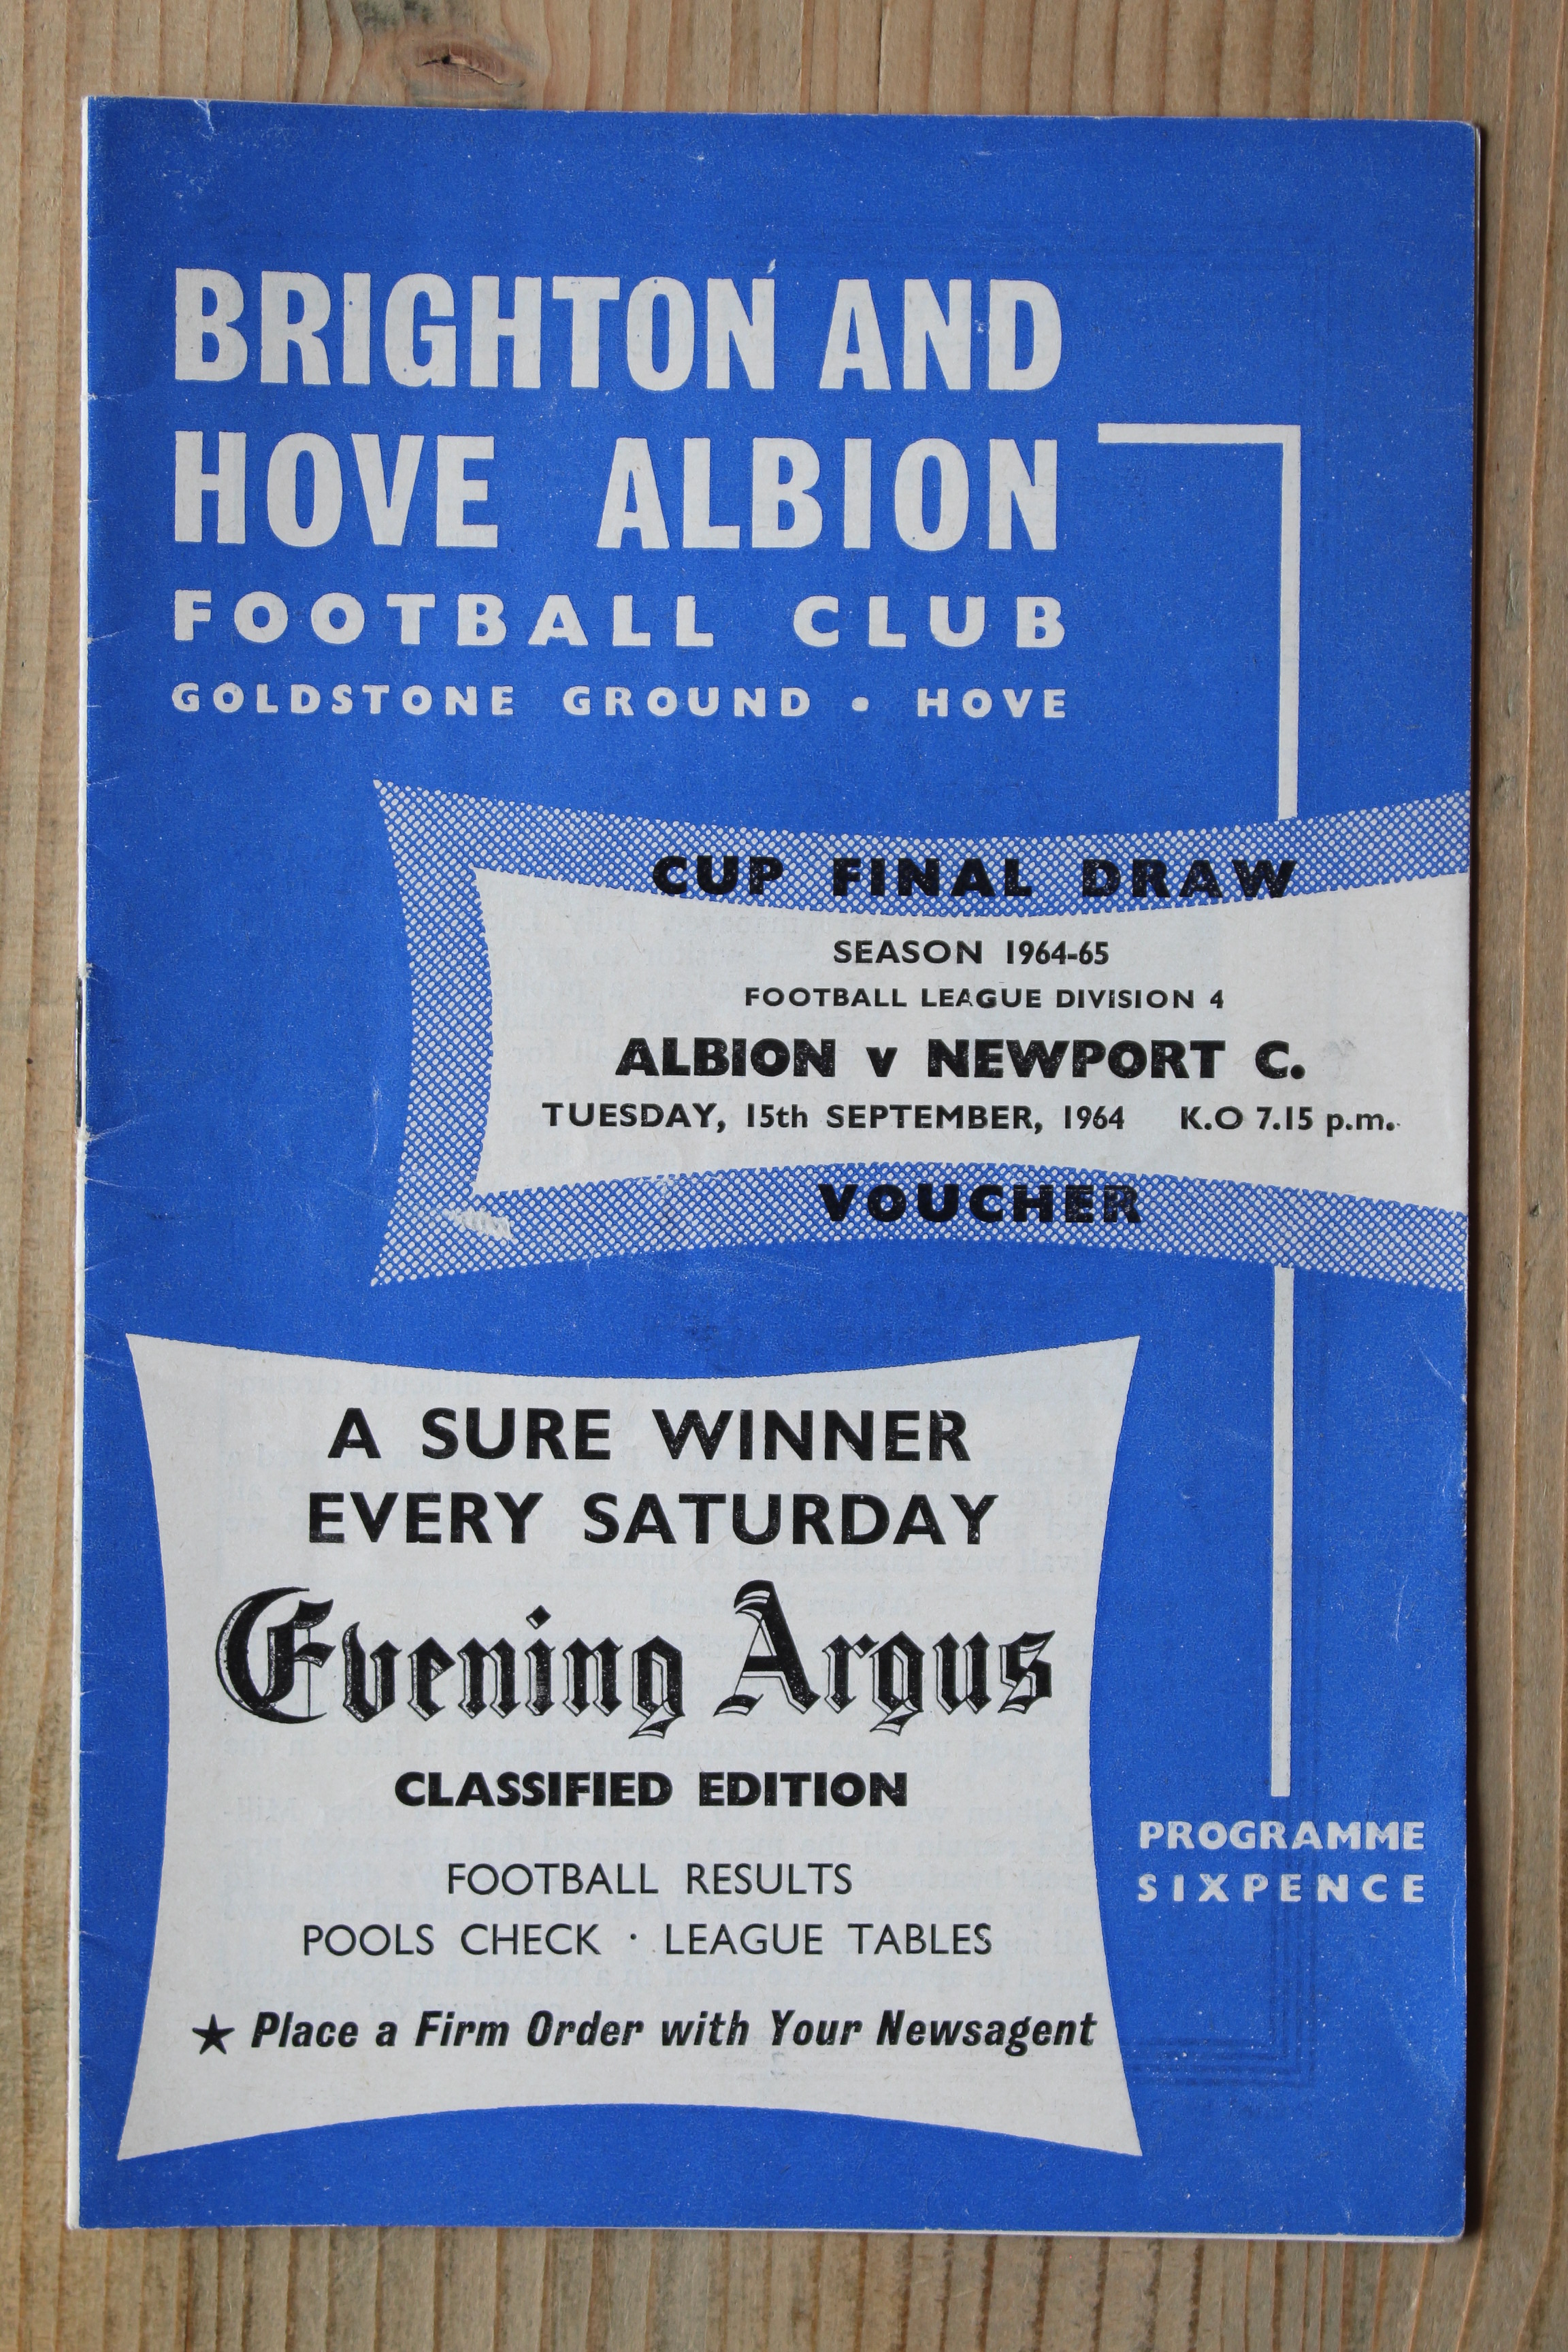 BRIGHTON AND
HOVE ALBION
FOOTBALL CLUB
GOLDSTONE GROUND • HOVE
CUP FINAL DRAW
SEASON 1964-65
FOOTBALL LEAGUE DIVISION 4
ALBION v NEWPORT C.
TUESDAY, 15th SEPTEMBER, 1964 K.O 7.15 p.m.
VOUCHER
A SURE WINNER
EVERY SATURDAY
Evening Argus
CLASSIFIED EDITION
FOOTBALL RESULTS
POOLS CHECK · LEAGUE TABLES
★ Place a Firm Order with Your Newsagent
PROGRAMME
SIXPENCE